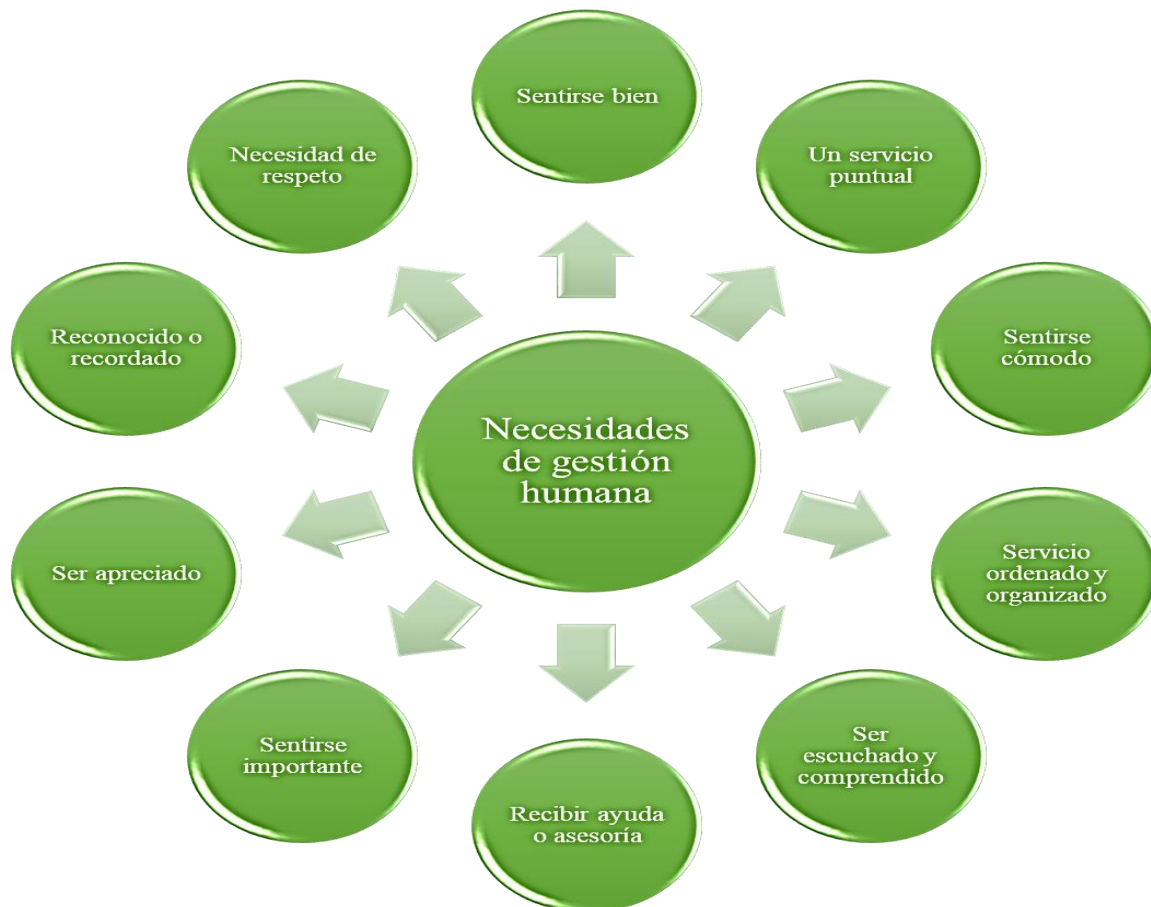 Sentirse bien
Un servicio
puntual
Sentirse
cómodo
Servicio
ordenado y
organizado
Ser
escuchado y
comprendido
Recibir ayuda
o asesoría
Sentirse
importante
Ser apreciado
Reconocido o
recordado
Necesidad de
respeto
Necesidades
de gestión
humana